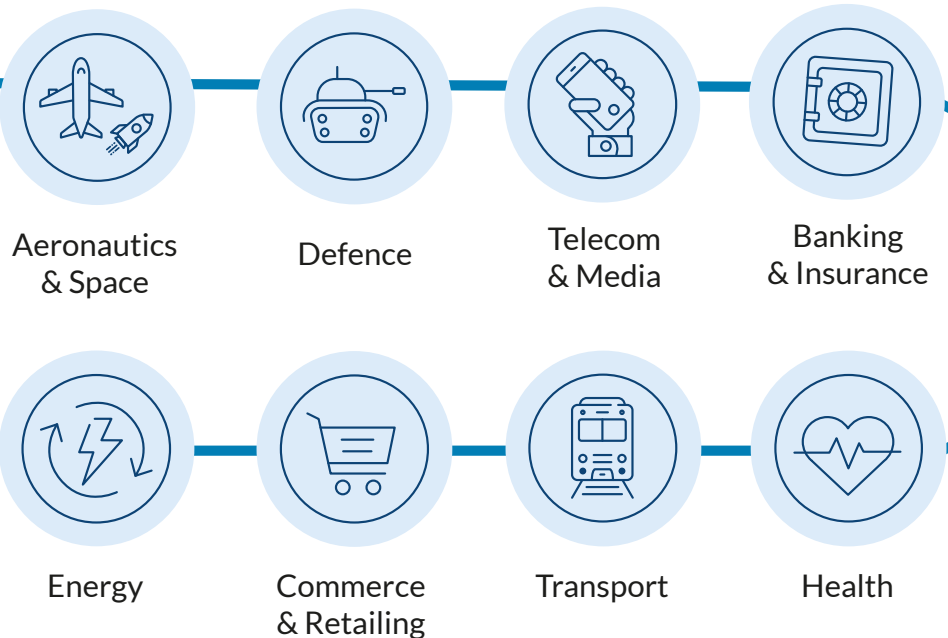 Aeronautics
& Space
Defence
Telecom
& Media
Banking
& Insurance
Energy
Commerce
& Retailing
Transport
Health